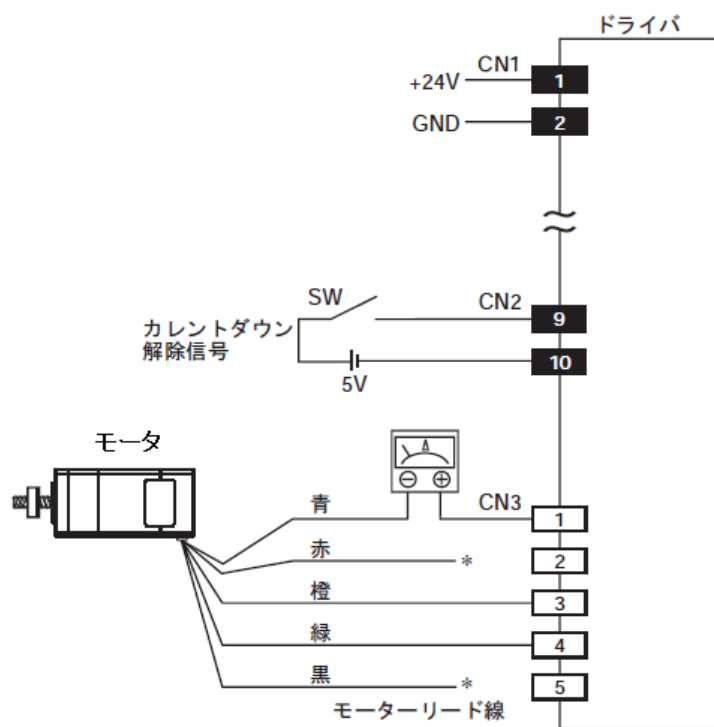 ドライバ
CN1
+24V
1
GND
2
SW
CN2
9
カレントダウン
解除信号
10
5V
モータ
A
⊖ ⊕
CN3
青
1
赤
*
2
橙
3
緑
4
黒
*
5
モーターリード線